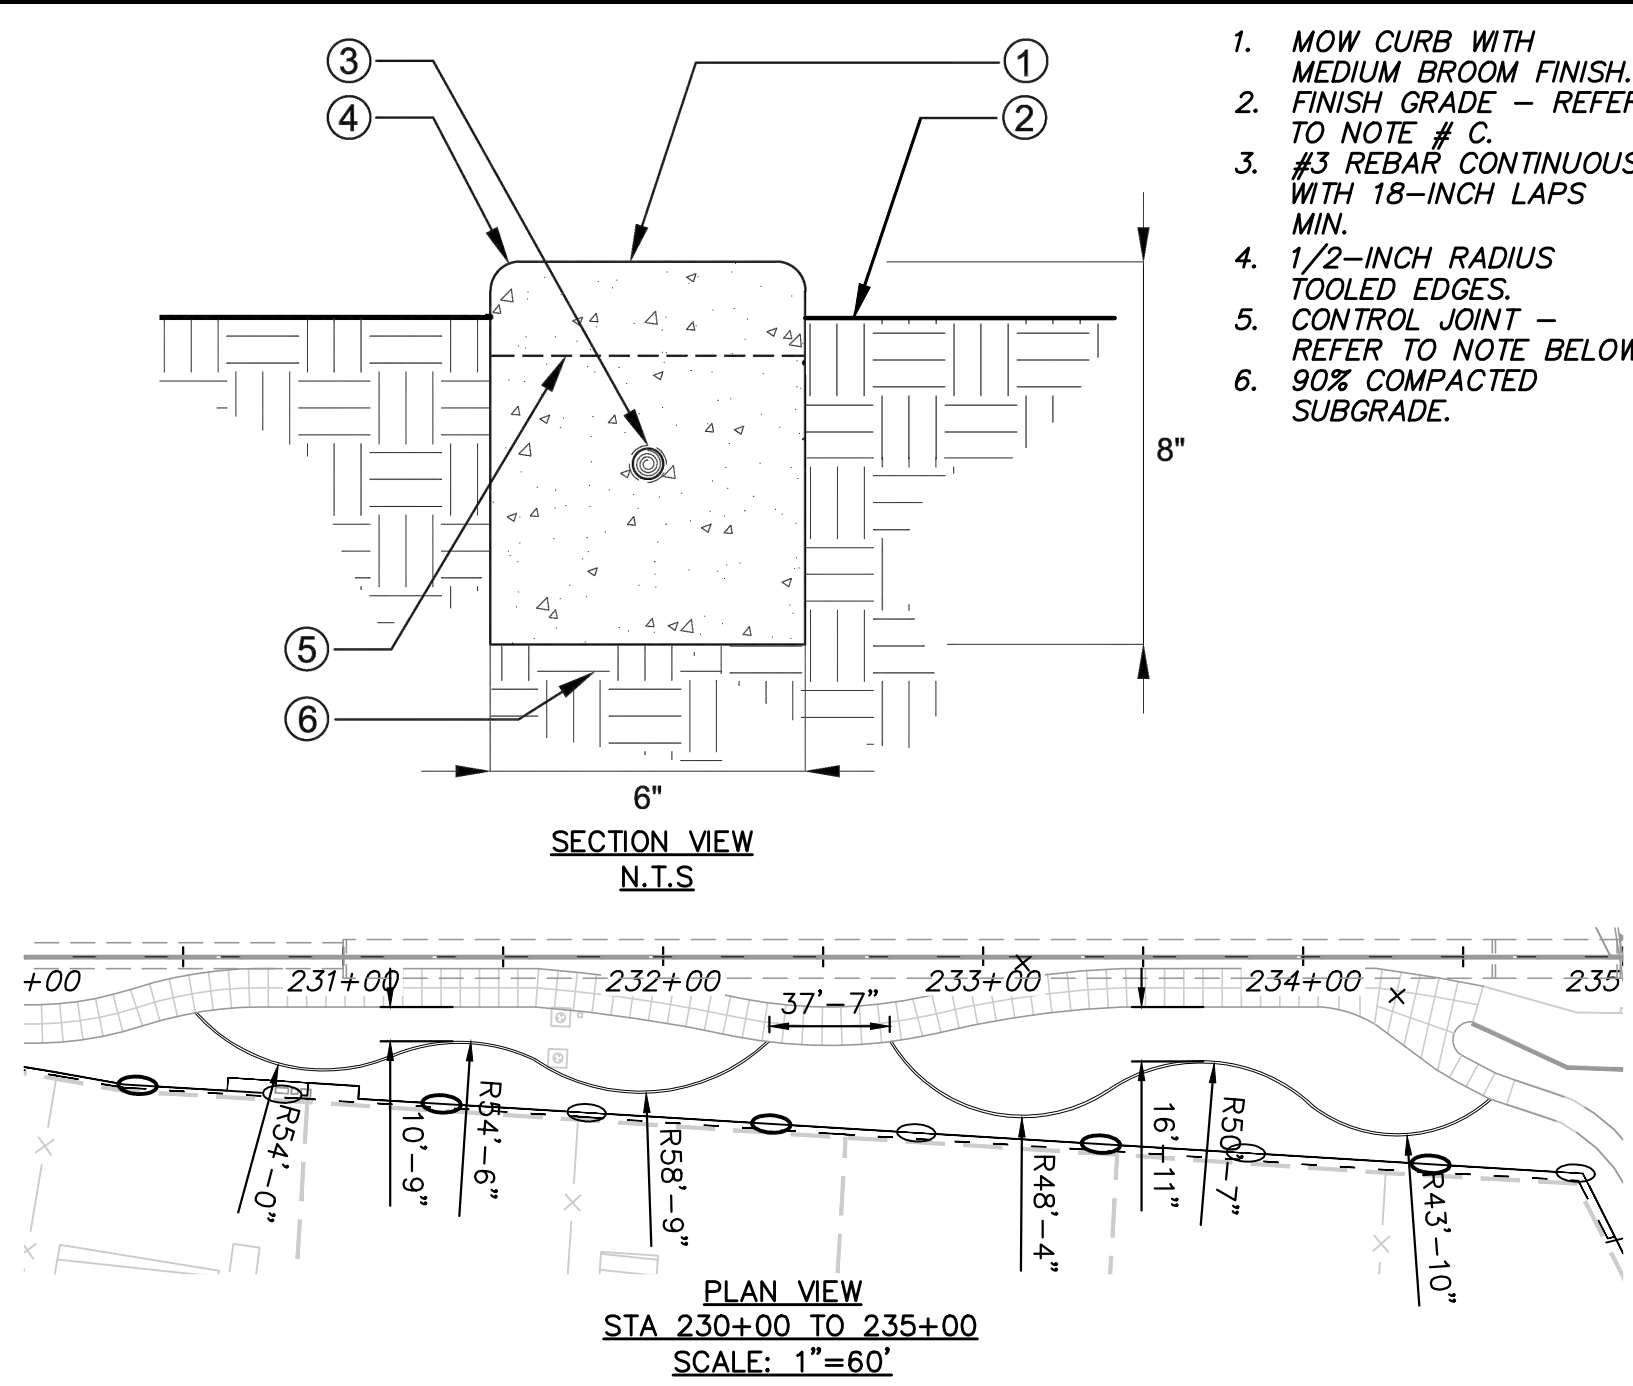 3
4
1
2
5
6
1. MOW CURB WITH
MEDIUM BROOM FINISH.
2. FINISH GRADE – REFER
TO NOTE # C.
3. #3 REBAR CONTINUOUS
WITH 18–INCH LAPS
MIN.
4. 1/2–INCH RADIUS
TOOLED EDGES.
5. CONTROL JOINT –
REFER TO NOTE BELOW
6. 90% COMPACTED
SUBGRADE.
8"
6"
SECTION VIEW
N.T.S
+00
231+00
232+00
233+00
234+00
235
37'–7"
R54'–0"
10'–9"
R54'–6"
R58'–9"
R48'–4"
16'–11"
R50'–7"
R43'–10"
PLAN VIEW
STA 230+00 TO 235+00
SCALE: 1"=60'